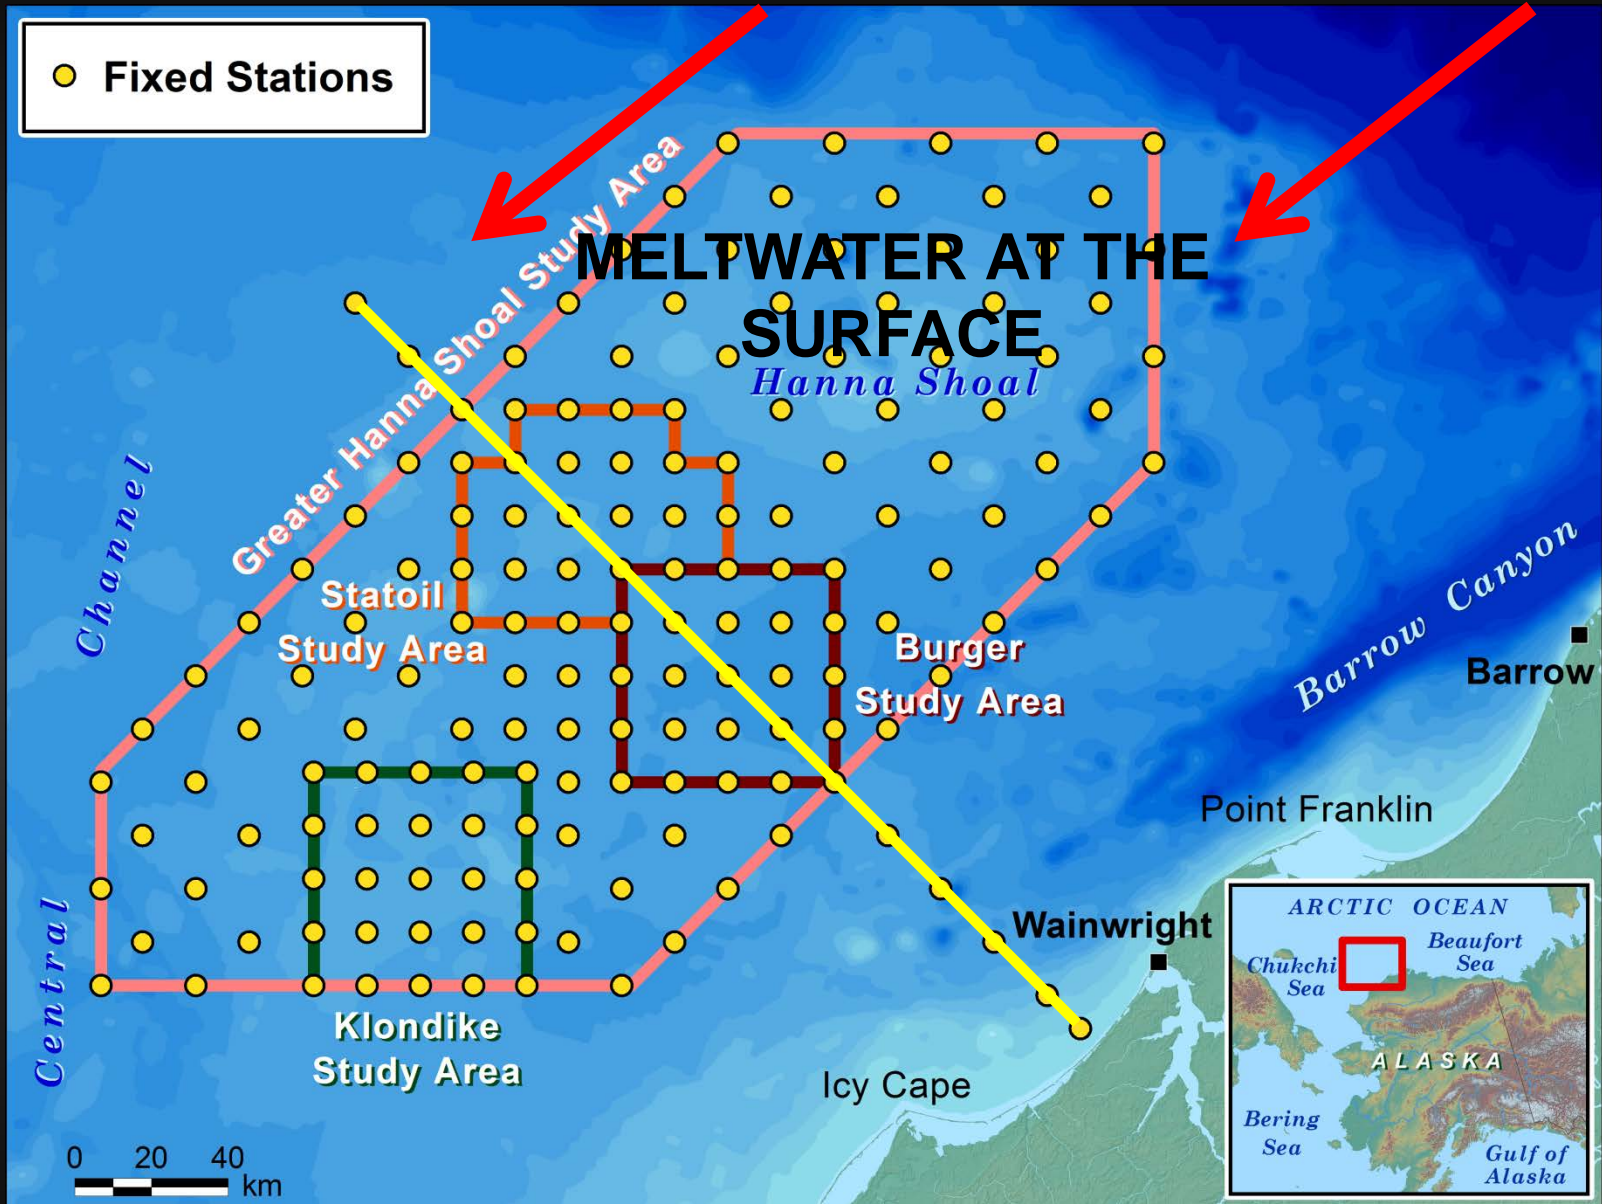 Fixed Stations
Greater Hanna Shoal Study Area
MELTWATER AT THE
SURFACE
Hanna Shoal
Channel
Statoil
Study Area
Burger
Study Area
Barrow Canyon
Barrow
Point Franklin
Wainwright
Central
Klondike
Study Area
Icy Cape
0 20 40
km
ARCTIC OCEAN
Beaufort
Sea
Chukchi
Sea
ALASKA
Bering
Sea
Gulf of
Alaska